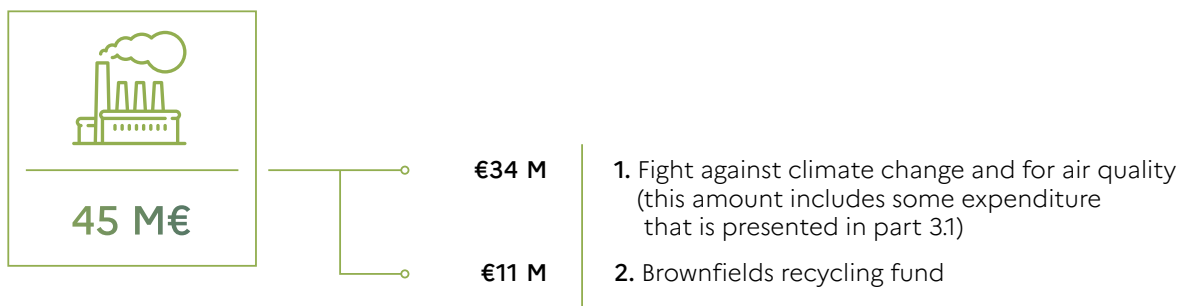 45 M€
€34 M
1. Fight against climate change and for air quality
(this amount includes some expenditure
that is presented in part 3.1)
€11 M
2. Brownfields recycling fund